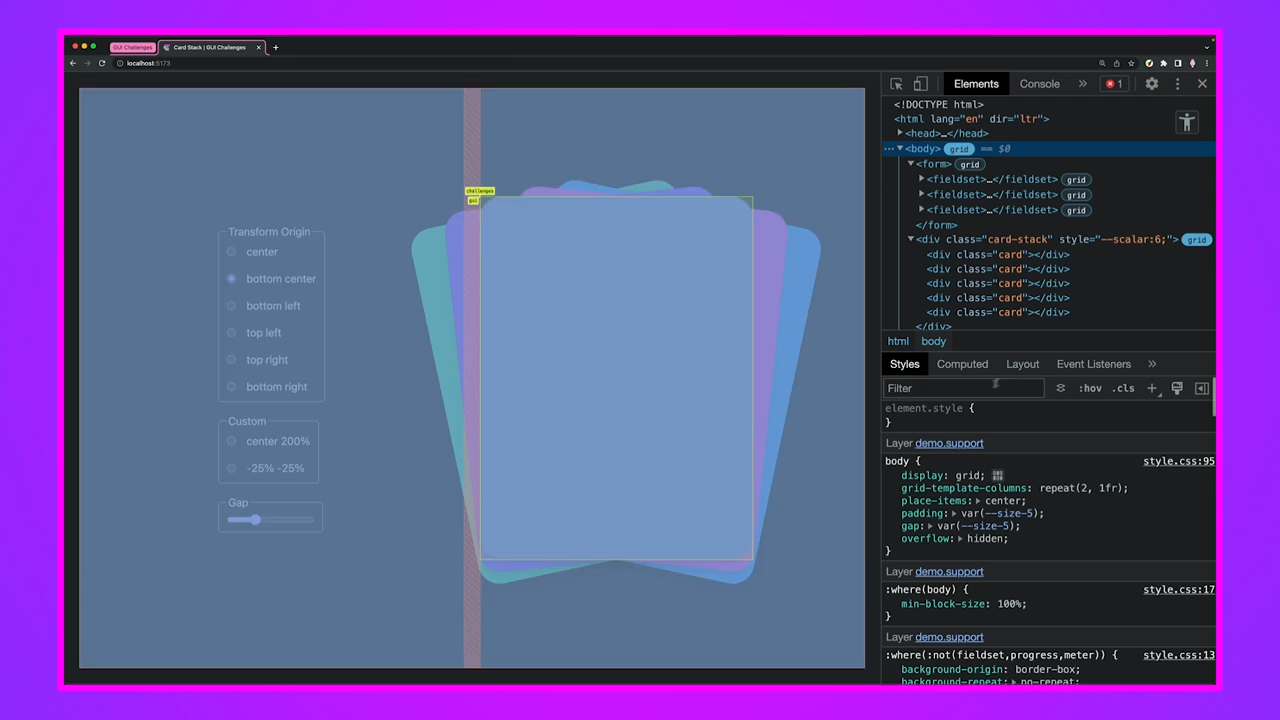 GUI Challenges
Card Stack | GUI Challenges
localhost:5173
challenges
gui
Transform Origin
center
bottom center
bottom left
top left
top right
bottom right
Custom
center 200%
-25% -25%
Gap
Elements
Console
1
<!DOCTYPE html>
<html lang="en" dir="ltr">
<head>…</head>
<body> grid == $0
<form> grid
<fieldset>…</fieldset> grid
<fieldset>…</fieldset> grid
<fieldset>…</fieldset> grid
</form>
<div class="card-stack" style="--scalar:6;"> grid
<div class="card"></div>
<div class="card"></div>
<div class="card"></div>
<div class="card"></div>
<div class="card"></div>
</div>
html body
Styles Computed Layout Event Listeners
Filter :hov .cls
element.style {
}
Layer demo.support
body { style.css:95
display: grid;
grid-template-columns: repeat(2, 1fr);
place-items: center;
padding: var(--size-5);
gap: var(--size-5);
overflow: hidden;
}
Layer demo.support
:where(body) { style.css:17
min-block-size: 100%;
}
Layer demo.support
:where(:not(fieldset,progress,meter)) { style.css:13
background-origin: border-box;
background-repeat: no-repeat;